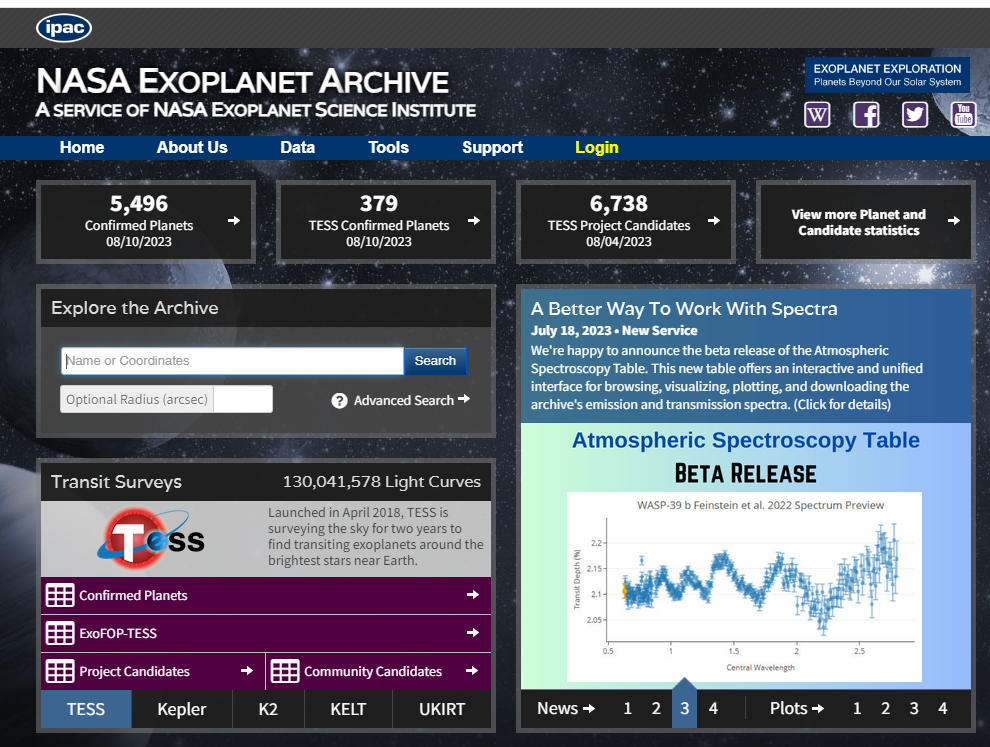 ipac
NASA EXOPLANET ARCHIVE
A SERVICE OF NASA EXOPLANET SCIENCE INSTITUTE
EXOPLANET EXPLORATION
Planets Beyond Our Solar System
W
f
You
Tube
Home About Us Data Tools Support Login
5,496
Confirmed Planets
08/10/2023
379
TESS Confirmed Planets
08/10/2023
6,738
TESS Project Candidates
08/04/2023
View more Planet and
Candidate statistics
Explore the Archive
Name or Coordinates Search
Optional Radius (arcsec) ? Advanced Search
Transit Surveys 130,041,578 Light Curves
Tess
Launched in April 2018, TESS is
surveying the sky for two years to
find transiting exoplanets around the
brightest stars near Earth.
Confirmed Planets
ExoFOP-TESS
Project Candidates Community Candidates
TESS Kepler K2 KELT UKIRT
A Better Way To Work With Spectra
July 18, 2023 • New Service
We're happy to announce the beta release of the Atmospheric
Spectroscopy Table. This new table offers an interactive and unified
interface for browsing, visualizing, plotting, and downloading the
archive's emission and transmission spectra. (Click for details)
Atmospheric Spectroscopy Table
BETA RELEASE
WASP-39 b Feinstein et al. 2022 Spectrum Preview
Transit Depth (%)
2.2
2.15
2.1
2.05
0.5 1 1.5 2 2.5
Central Wavelength
News 1 2 3 4 Plots 1 2 3 4